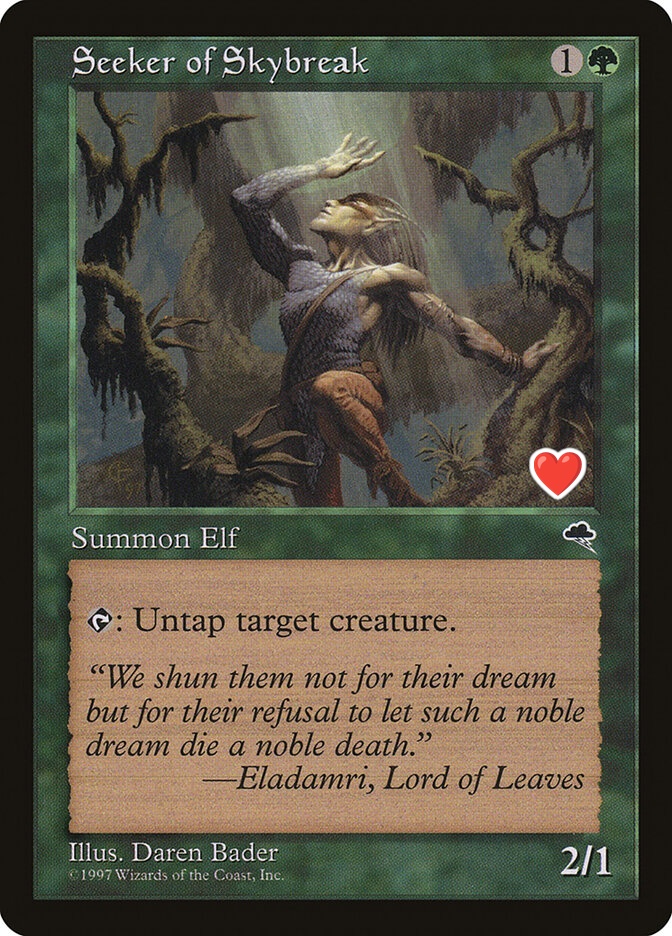 Seeker of Skybreak 1
Summon Elf
: Untap target creature.
“We shun them not for their dream
but for their refusal to let such a noble
dream die a noble death.”
—Eladamri, Lord of Leaves
Illus. Daren Bader
©1997 Wizards of the Coast, Inc.
2/1